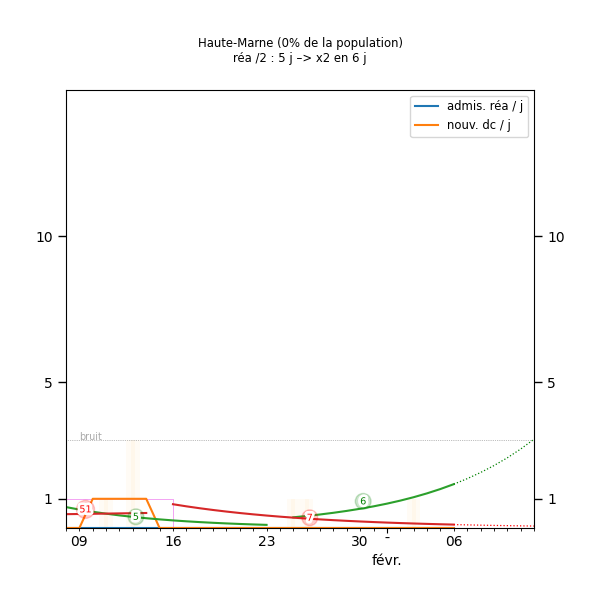 Haute-Marne (0% de la population)
réa /2 : 5 j –> x2 en 6 j
admis. réa / j
nouv. dc / j
10 10
5 5
bruit
1 1
51
5
7
6
09 16 23 30 - 06
févr.